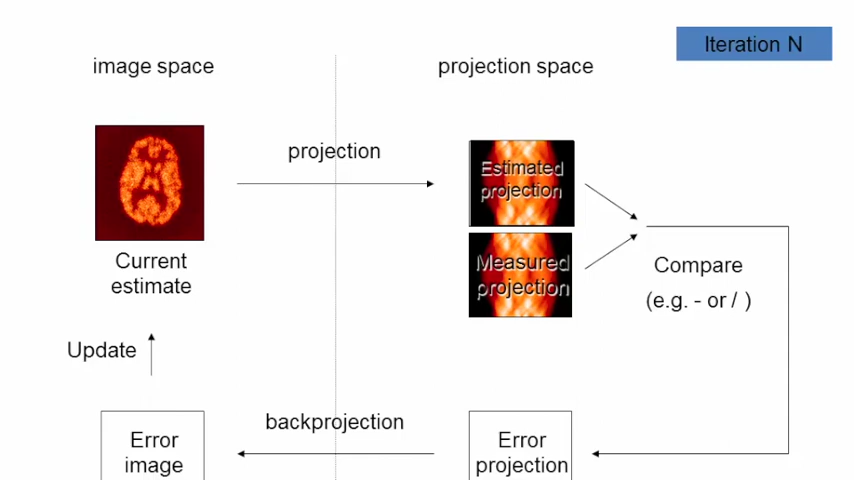 Iteration N
image space
projection space
projection
Estimated
projection
Measured
projection
Current
estimate
Compare
(e.g. - or / )
Update
backprojection
Error
image
Error
projection